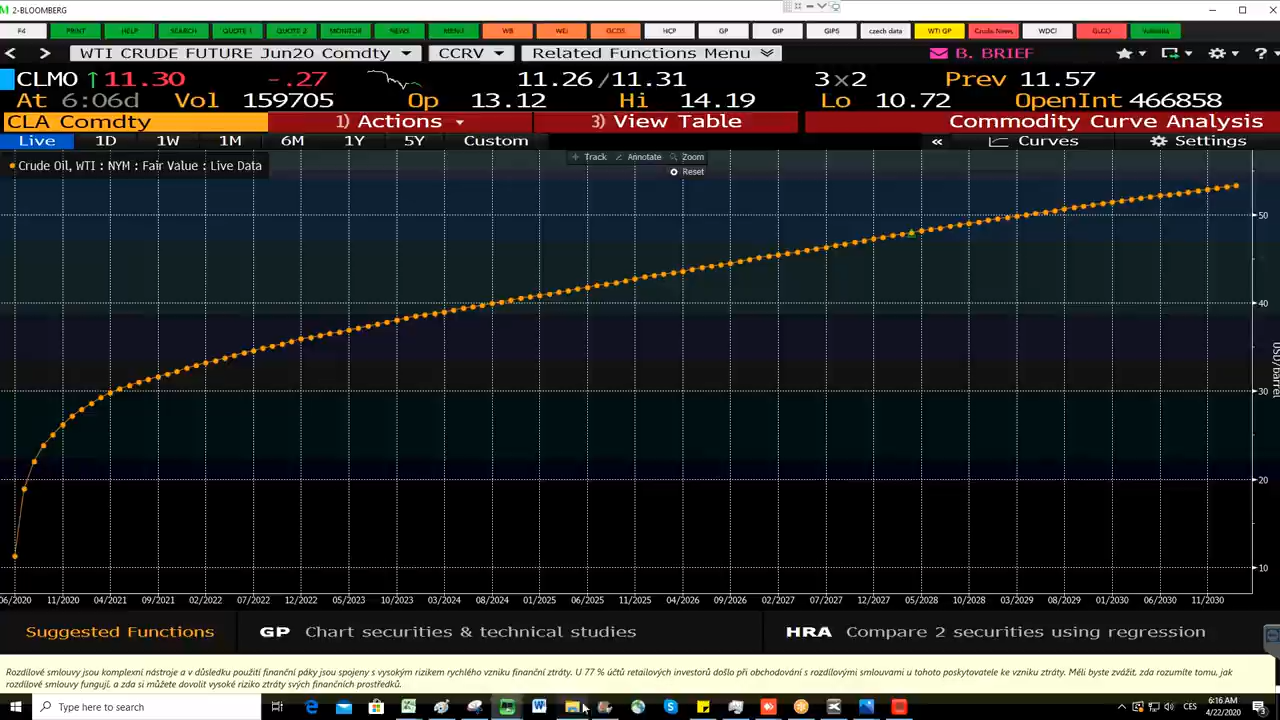 2-BLOOMBERG
F4 PRINT HELP SEARCH QUOTE 1 QUOTE 2 MONITOR NEWS MENU WB WEI GCDS HCP GP GIP GIPS czech data WTI GP Crude News WDCI GLCO
WTI CRUDE FUTURE Jun20 Comdty CCRV Related Functions Menu B. BRIEF
CLM0 ↑ 11.30 -.27 11.26 / 11.31 3 × 2 Prev 11.57
At 6:06d Vol 159705 Op 13.12 Hi 14.19 Lo 10.72 OpenInt 466858
CLA Comdty 1) Actions 3) View Table Commodity Curve Analysis
Live 1D 1W 1M 6M 1Y 5Y Custom « Curves Settings
Track Annotate Zoom
Crude Oil, WTI : NYM : Fair Value : Live Data
Reset
50
40
30
20
10
USD/barrel
06/2020 11/2020 04/2021 09/2021 02/2022 07/2022 12/2022 05/2023 10/2023 03/2024 08/2024 01/2025 06/2025 11/2025 04/2026 09/2026 02/2027 07/2027 12/2027 05/2028 10/2028 03/2029 08/2029 01/2030 06/2030 11/2030
Suggested Functions GP Chart securities & technical studies HRA Compare 2 securities using regression
Rozdílové smlouvy jsou komplexní nástroje a v důsledku použití finanční páky jsou spojeny s vysokým rizikem rychlého vzniku finanční ztráty. U 77 % účtů retailových investorů došlo při obchodování s rozdílovými smlouvami u tohoto poskytovatele ke vzniku ztráty. Měli byste zvážit, zda rozumíte tomu, jak
rozdílové smlouvy fungují, a zda si můžete dovolit vysoké riziko ztráty svých finančních prostředků.
Type here to search CES 6:16 AM
4/22/2020